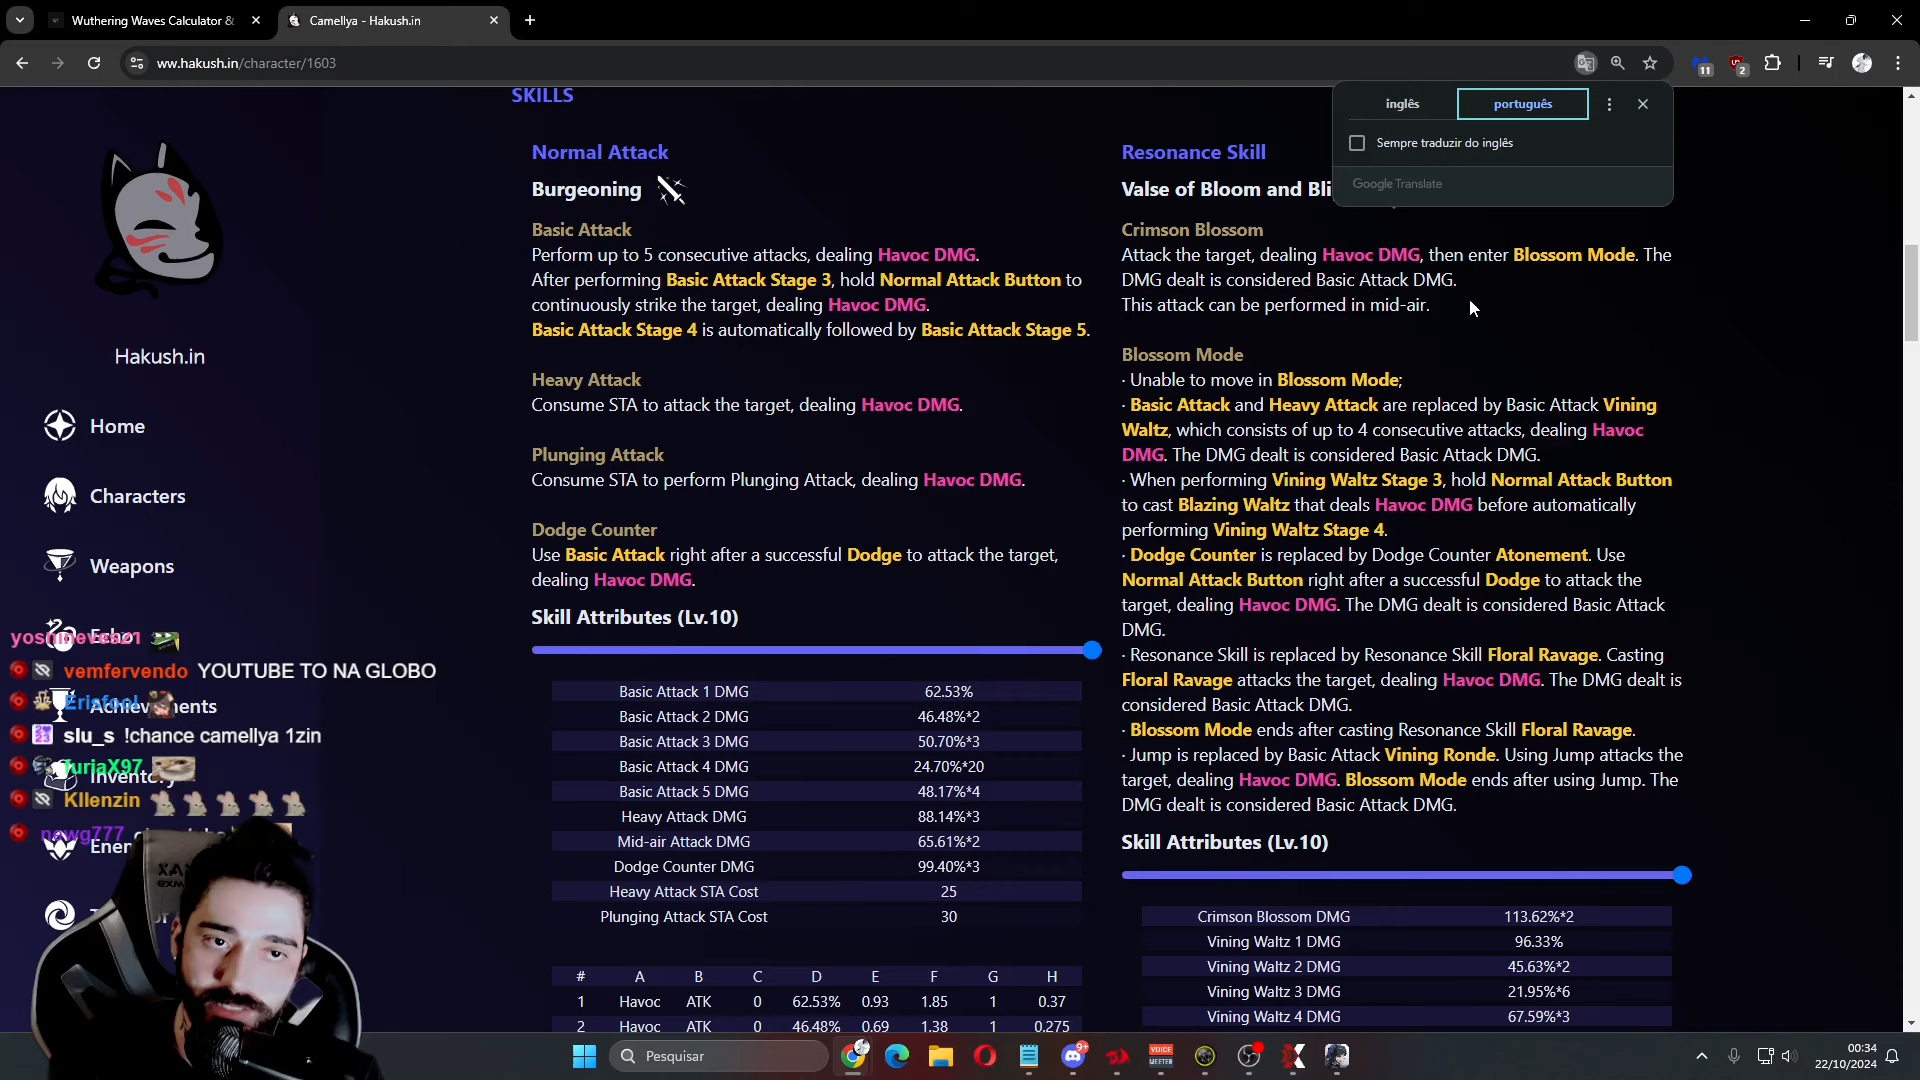 Wuthering Waves Calculator &
Camellya - Hakush.in
ww.hakush.in/character/1603
11
2
inglês
português
Sempre traduzir do inglês
Google Translate
Hakush.in
Home
Characters
Weapons
Echo
Achievements
Inventory
yoshineves21
vemfervendo YOUTUBE TO NA GLOBO
Erisfool
slu_s !chance camellya 1zin
furiaX97
KIlenzin
newg777
SKILLS
Normal Attack
Burgeoning
Basic Attack
Perform up to 5 consecutive attacks, dealing Havoc DMG.
After performing Basic Attack Stage 3, hold Normal Attack Button to
continuously strike the target, dealing Havoc DMG.
Basic Attack Stage 4 is automatically followed by Basic Attack Stage 5.
Heavy Attack
Consume STA to attack the target, dealing Havoc DMG.
Plunging Attack
Consume STA to perform Plunging Attack, dealing Havoc DMG.
Dodge Counter
Use Basic Attack right after a successful Dodge to attack the target,
dealing Havoc DMG.
Skill Attributes (Lv.10)
Basic Attack 1 DMG 62.53%
Basic Attack 2 DMG 46.48%*2
Basic Attack 3 DMG 50.70%*3
Basic Attack 4 DMG 24.70%*20
Basic Attack 5 DMG 48.17%*4
Heavy Attack DMG 88.14%*3
Mid-air Attack DMG 65.61%*2
Dodge Counter DMG 99.40%*3
Heavy Attack STA Cost 25
Plunging Attack STA Cost 30
# A B C D E F G H
1 Havoc ATK 0 62.53% 0.93 1.85 1 0.37
2 Havoc ATK 0 46.48% 0.69 1.38 1 0.275
Resonance Skill
Valse of Bloom and Bli
Crimson Blossom
Attack the target, dealing Havoc DMG, then enter Blossom Mode. The
DMG dealt is considered Basic Attack DMG.
This attack can be performed in mid-air.
Blossom Mode
· Unable to move in Blossom Mode;
· Basic Attack and Heavy Attack are replaced by Basic Attack Vining
Waltz, which consists of up to 4 consecutive attacks, dealing Havoc
DMG. The DMG dealt is considered Basic Attack DMG.
· When performing Vining Waltz Stage 3, hold Normal Attack Button
to cast Blazing Waltz that deals Havoc DMG before automatically
performing Vining Waltz Stage 4.
· Dodge Counter is replaced by Dodge Counter Atonement. Use
Normal Attack Button right after a successful Dodge to attack the
target, dealing Havoc DMG. The DMG dealt is considered Basic Attack
DMG.
· Resonance Skill is replaced by Resonance Skill Floral Ravage. Casting
Floral Ravage attacks the target, dealing Havoc DMG. The DMG dealt is
considered Basic Attack DMG.
· Blossom Mode ends after casting Resonance Skill Floral Ravage.
· Jump is replaced by Basic Attack Vining Ronde. Using Jump attacks the
target, dealing Havoc DMG. Blossom Mode ends after using Jump. The
DMG dealt is considered Basic Attack DMG.
Skill Attributes (Lv.10)
Crimson Blossom DMG 113.62%*2
Vining Waltz 1 DMG 96.33%
Vining Waltz 2 DMG 45.63%*2
Vining Waltz 3 DMG 21.95%*6
Vining Waltz 4 DMG 67.59%*3
Pesquisar
9+
VOICE
MEETER
00:34
22/10/2024